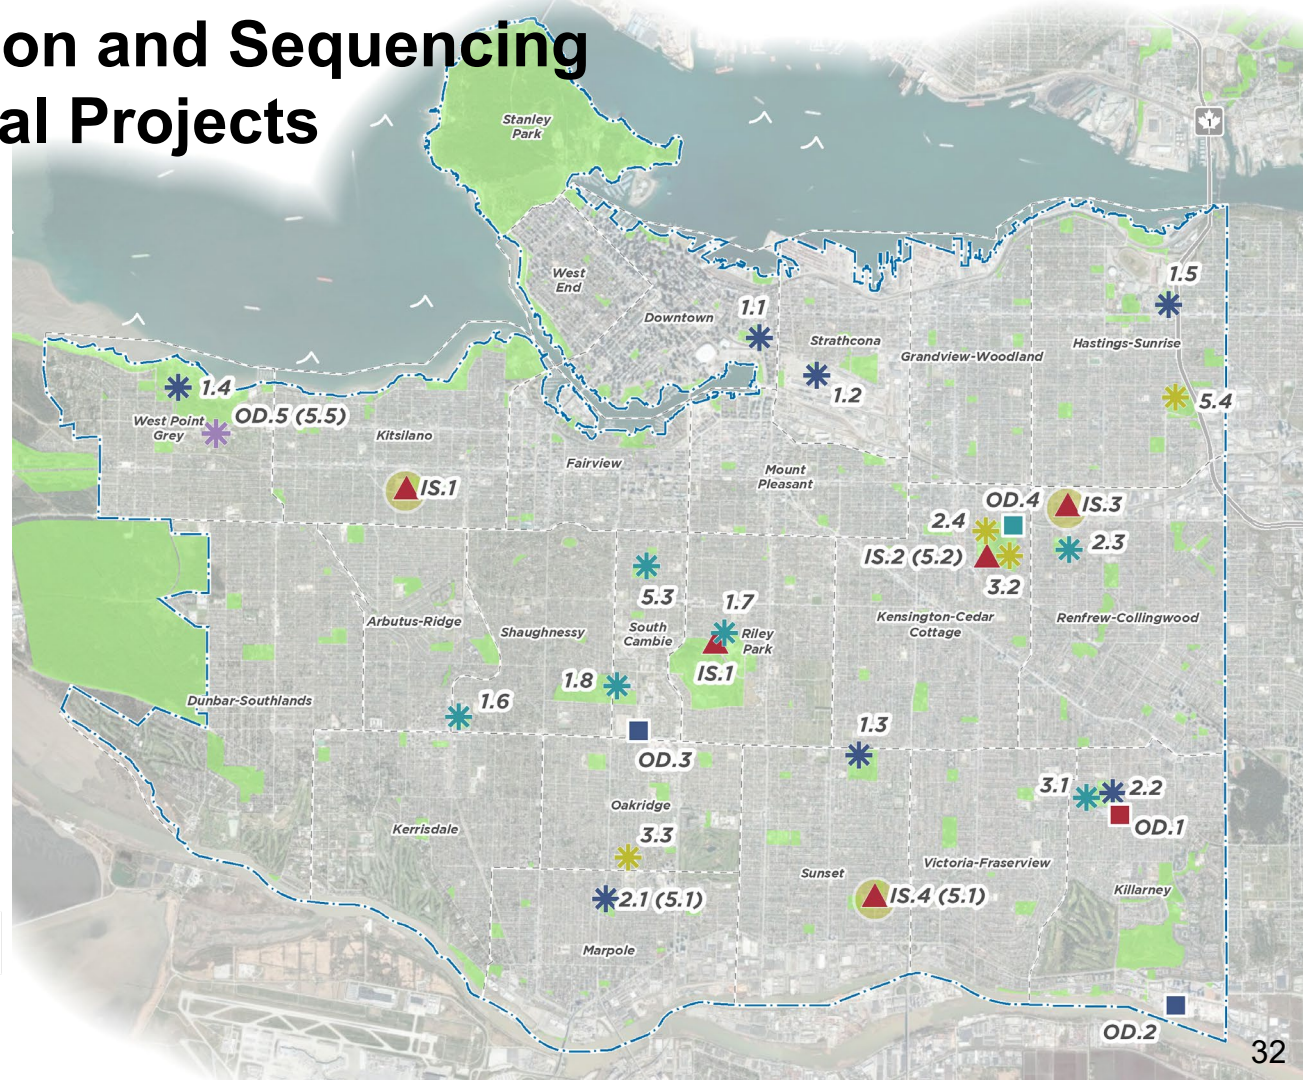 on and Sequencing
al Projects
Stanley
Park
1
West
End
Downtown
1.1
1.5
Strathcona
Grandview-Woodland
Hastings-Sunrise
1.2
1.4
5.4
OD.5 (5.5)
West Point
Grey
Kitsilano
Fairview
Mount
Pleasant
IS.1
OD.4
IS.3
2.4
2.3
IS.2 (5.2)
3.2
5.3
1.7
Arbutus-Ridge
Shaughnessy
South
Cambie
Riley
Park
Kensington-Cedar
Cottage
Renfrew-Collingwood
IS.1
1.8
Dunbar-Southlands
1.6
1.3
OD.3
3.1
2.2
Oakridge
OD.1
Kerrisdale
3.3
Sunset
Victoria-Fraserview
Killarney
2.1 (5.1)
IS.4 (5.1)
Marpole
OD.2
32